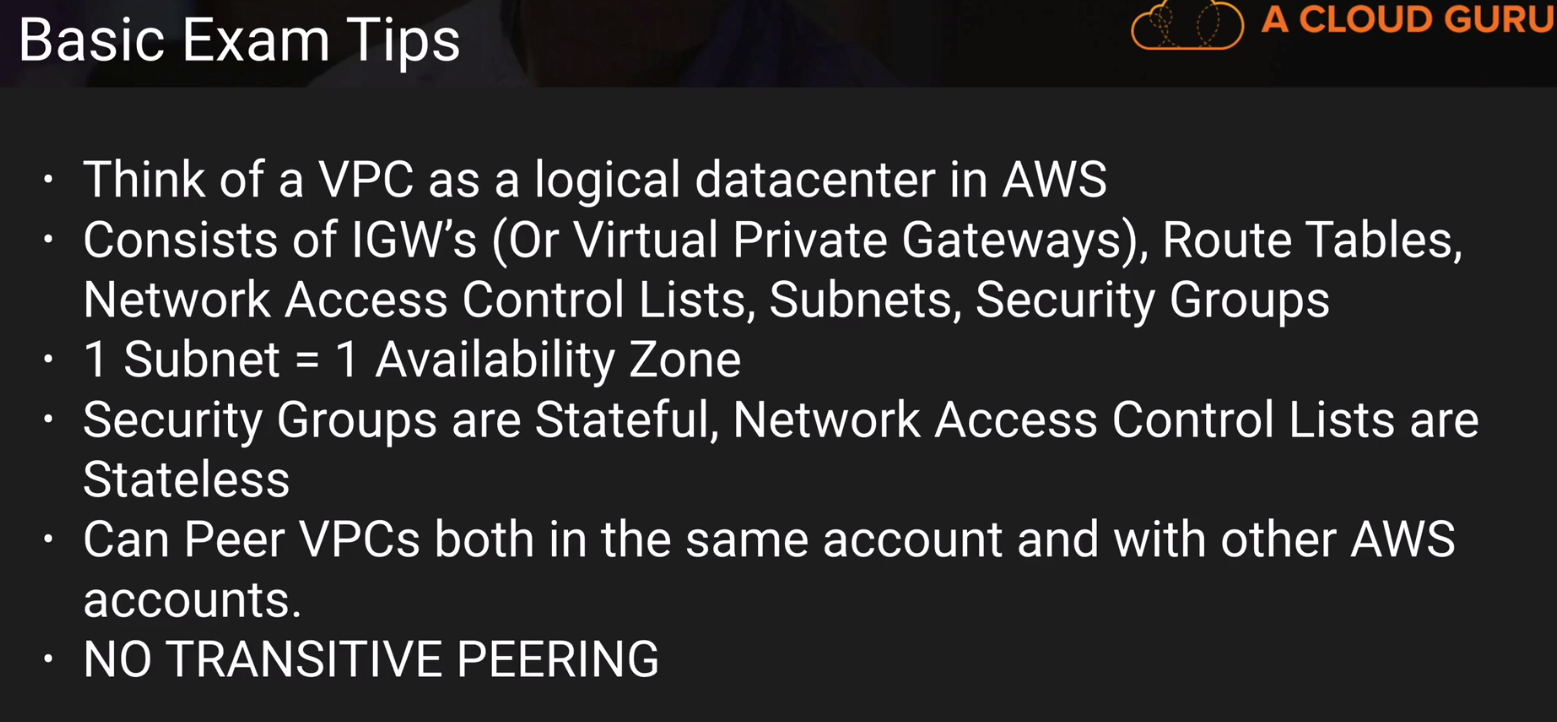 Basic Exam Tips
A CLOUD GURU
• Think of a VPC as a logical datacenter in AWS
• Consists of IGW’s (Or Virtual Private Gateways), Route Tables,
Network Access Control Lists, Subnets, Security Groups
• 1 Subnet = 1 Availability Zone
• Security Groups are Stateful, Network Access Control Lists are
Stateless
• Can Peer VPCs both in the same account and with other AWS
accounts.
• NO TRANSITIVE PEERING